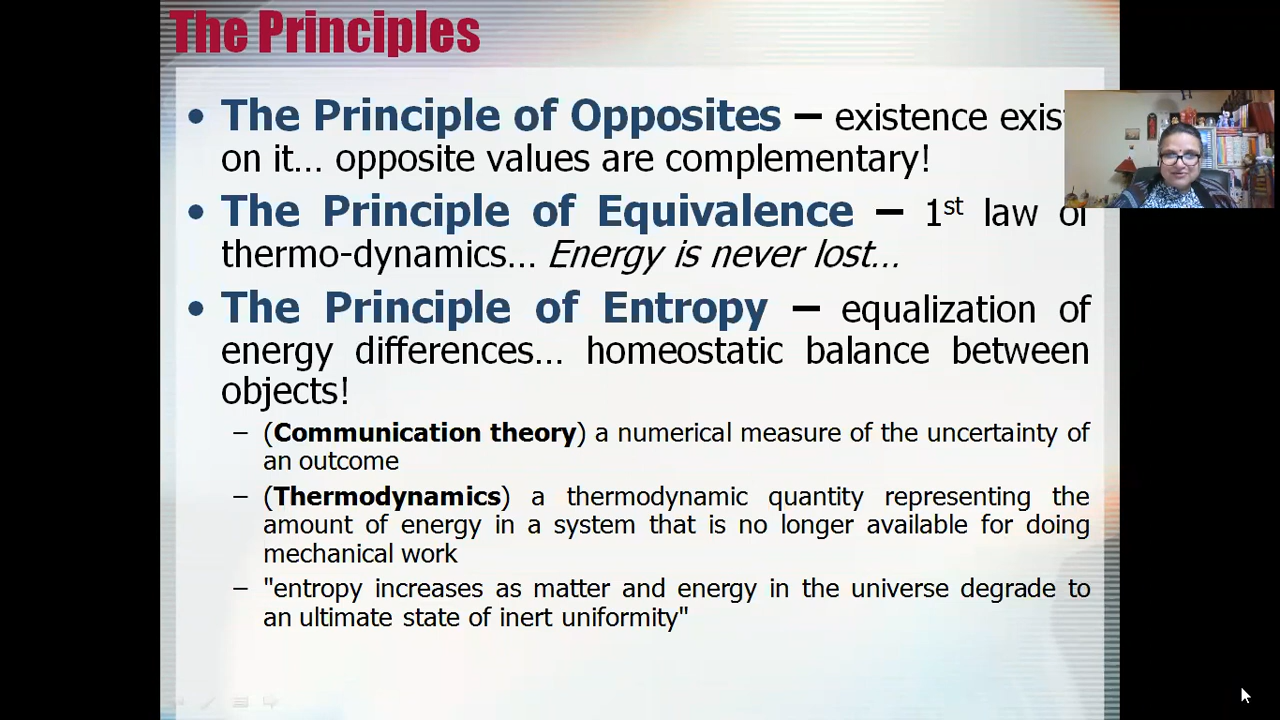 The Principles
• The Principle of Opposites – existence
on it... opposite values are complementary!
• The Principle of Equivalence – 1st law of
thermo-dynamics... Energy is never lost...
• The Principle of Entropy – equalization of
energy differences... homeostatic balance between
objects!
– (Communication theory) a numerical measure of the uncertainty of
an outcome
– (Thermodynamics) a thermodynamic quantity representing the
amount of energy in a system that is no longer available for doing
mechanical work
– "entropy increases as matter and energy in the universe degrade to
an ultimate state of inert uniformity"